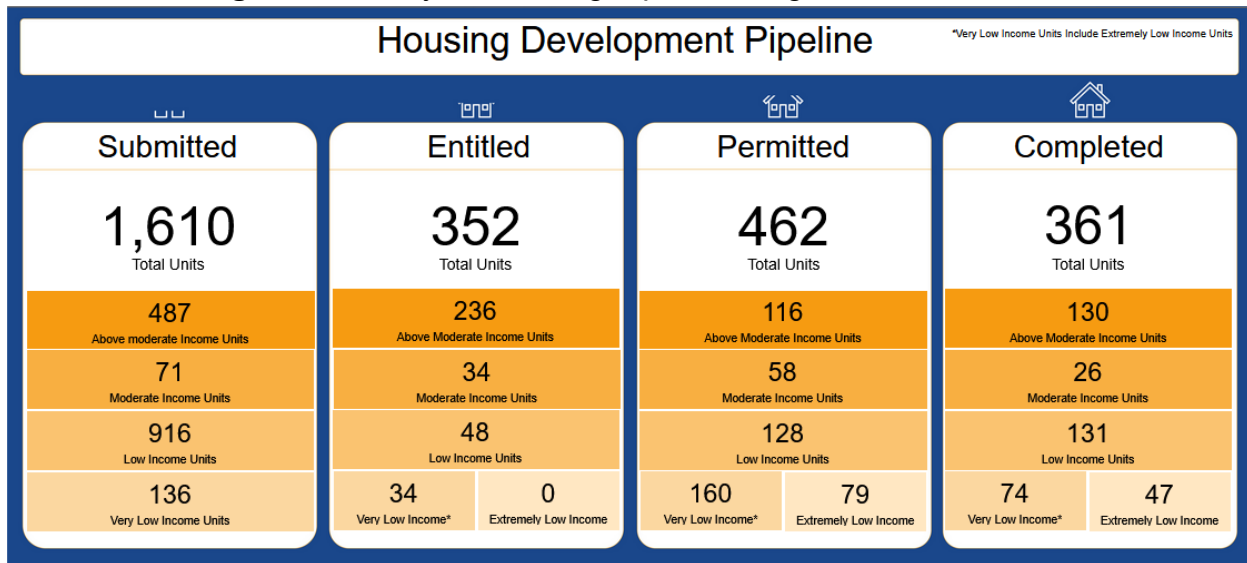 Housing Development Pipeline
*Very Low Income Units Include Extremely Low Income Units
Submitted
1,610
Total Units
487
Above moderate Income Units
71
Moderate Income Units
916
Low Income Units
136
Very Low Income Units
Entitled
352
Total Units
236
Above Moderate Income Units
34
Moderate Income Units
48
Low Income Units
34
Very Low Income*
0
Extremely Low Income
Permitted
462
Total Units
116
Above Moderate Income Units
58
Moderate Income Units
128
Low Income Units
160
Very Low Income*
79
Extremely Low Income
Completed
361
Total Units
130
Above Moderate Income Units
26
Moderate Income Units
131
Low Income Units
74
Very Low Income*
47
Extremely Low Income